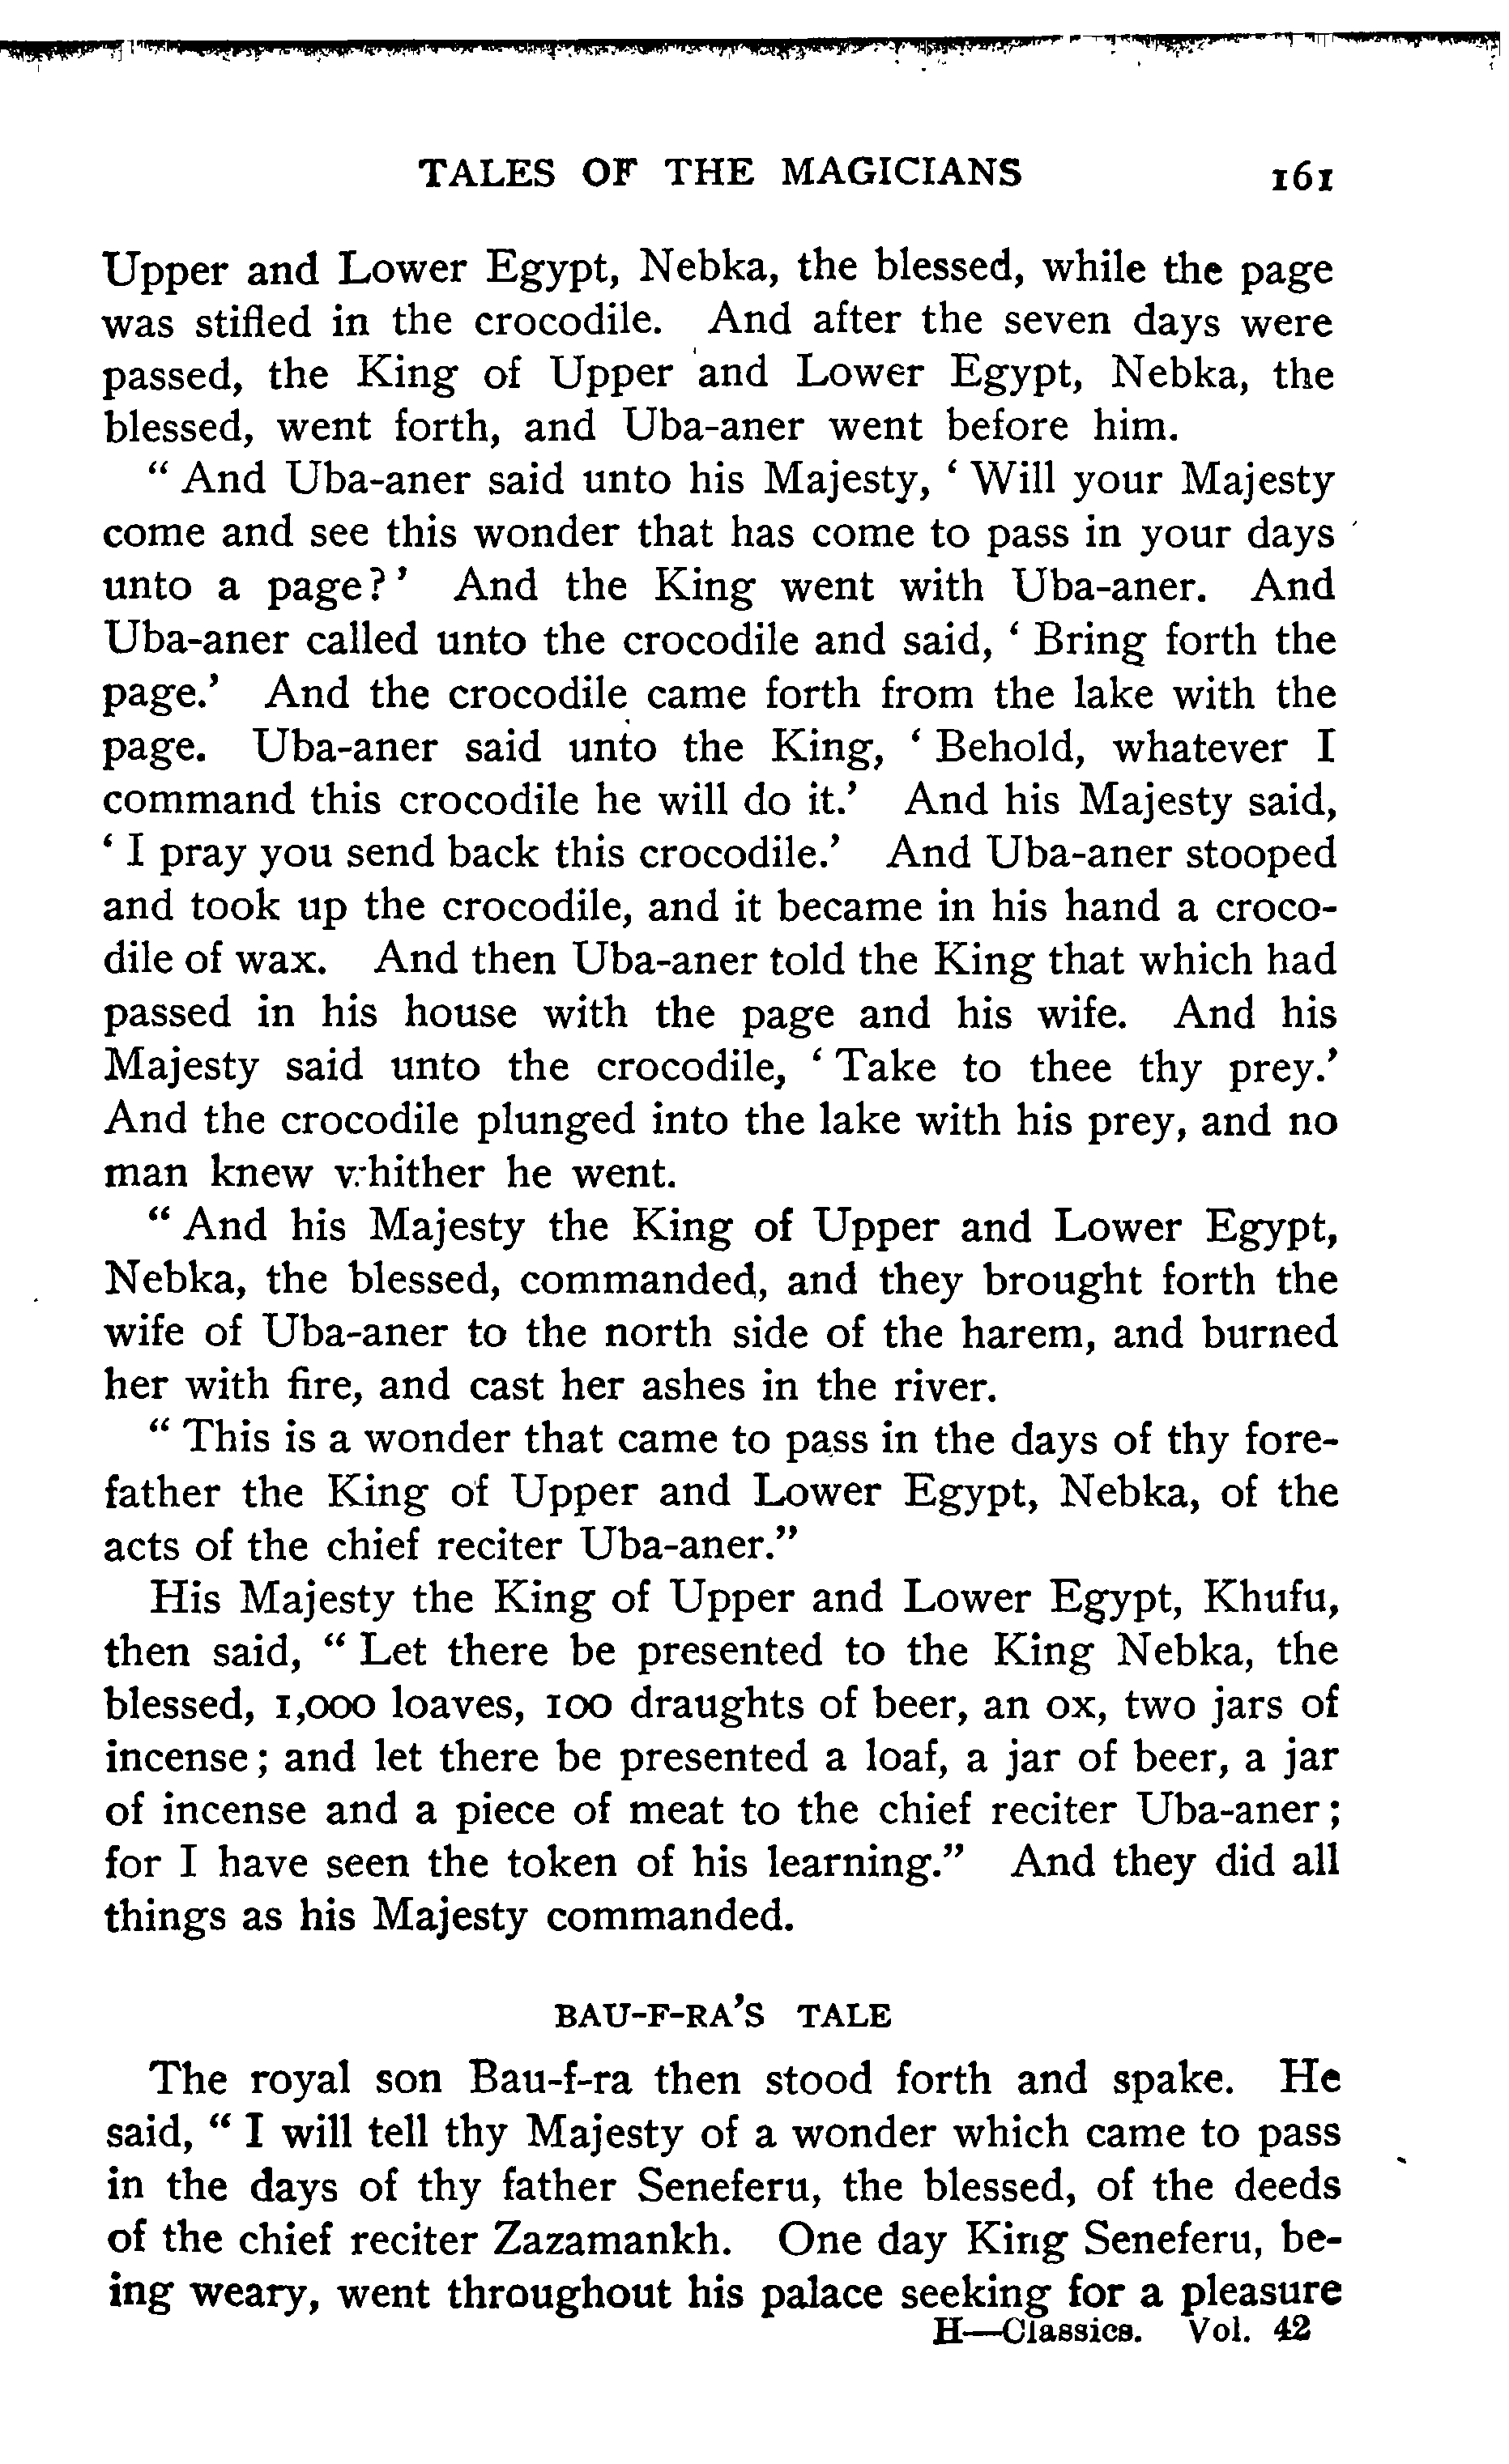 TALES OF THE MAGICIANS 161
Upper and Lower Egypt, Nebka, the blessed, while the page
was stifled in the crocodile. And after the seven days were
passed, the King of Upper and Lower Egypt, Nebka, the
blessed, went forth, and Uba-aner went before him.
“ And Uba-aner said unto his Majesty, ‘ Will your Majesty
come and see this wonder that has come to pass in your days
unto a page?’ And the King went with Uba-aner. And
Uba-aner called unto the crocodile and said, ‘ Bring forth the
page.’ And the crocodile came forth from the lake with the
page. Uba-aner said unto the King, ‘ Behold, whatever I
command this crocodile he will do it.’ And his Majesty said,
‘ I pray you send back this crocodile.’ And Uba-aner stooped
and took up the crocodile, and it became in his hand a croco-
dile of wax. And then Uba-aner told the King that which had
passed in his house with the page and his wife. And his
Majesty said unto the crocodile, ‘ Take to thee thy prey.’
And the crocodile plunged into the lake with his prey, and no
man knew whither he went.
“ And his Majesty the King of Upper and Lower Egypt,
Nebka, the blessed, commanded, and they brought forth the
wife of Uba-aner to the north side of the harem, and burned
her with fire, and cast her ashes in the river.
“ This is a wonder that came to pass in the days of thy fore-
father the King of Upper and Lower Egypt, Nebka, of the
acts of the chief reciter Uba-aner.”
His Majesty the King of Upper and Lower Egypt, Khufu,
then said, “ Let there be presented to the King Nebka, the
blessed, 1,000 loaves, 100 draughts of beer, an ox, two jars of
incense; and let there be presented a loaf, a jar of beer, a jar
of incense and a piece of meat to the chief reciter Uba-aner;
for I have seen the token of his learning.” And they did all
things as his Majesty commanded.
BAU-F-RA’S TALE
The royal son Bau-f-ra then stood forth and spake. He
said, “ I will tell thy Majesty of a wonder which came to pass
in the days of thy father Seneferu, the blessed, of the deeds
of the chief reciter Zazamankh. One day King Seneferu, be-
ing weary, went throughout his palace seeking for a pleasure
H—Classics. Vol. 42